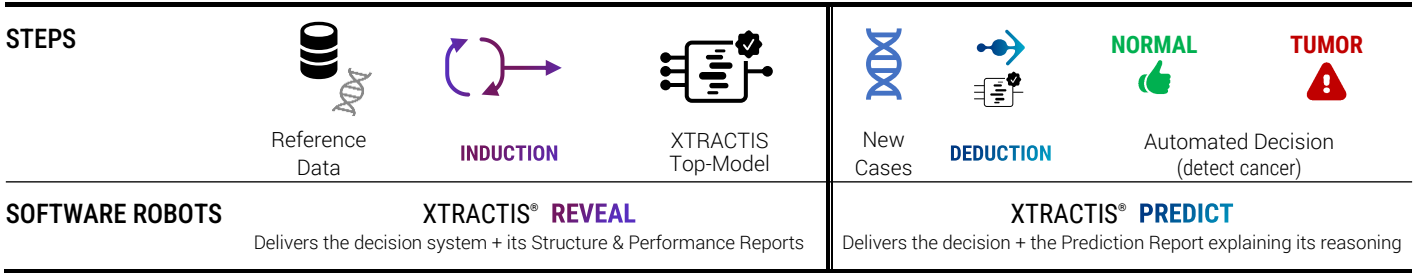 STEPS
NORMAL
TUMOR
Reference
Data
INDUCTION
XTRACTIS
Top-Model
New
Cases
DEDUCTION
Automated Decision
(detect cancer)
SOFTWARE ROBOTS
XTRACTIS® REVEAL
Delivers the decision system + its Structure & Performance Reports
XTRACTIS® PREDICT
Delivers the decision + the Prediction Report explaining its reasoning